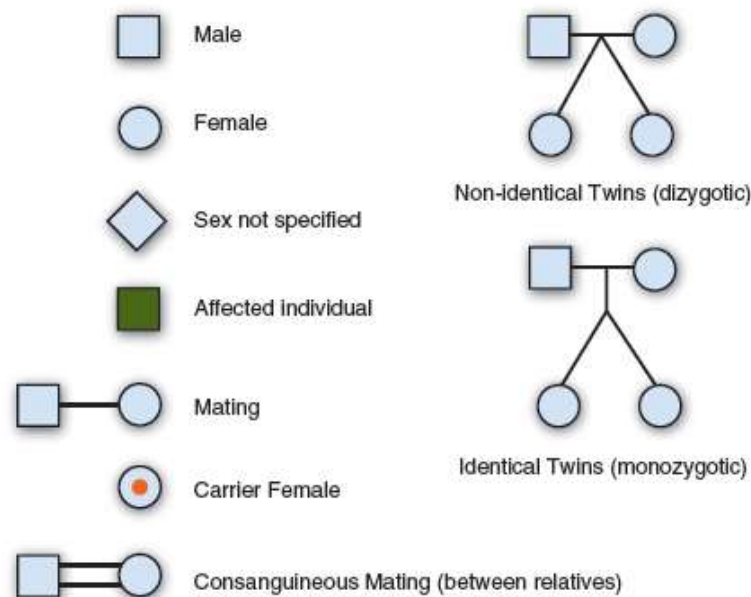 Male
Female
Sex not specified
Affected individual
Mating
Carrier Female
Consanguineous Mating (between relatives)
Non-identical Twins (dizygotic)
Identical Twins (monozygotic)